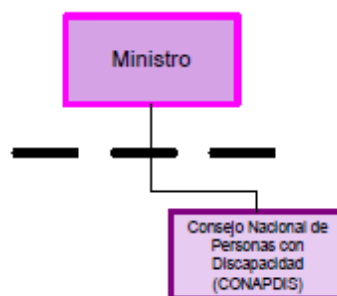 Ministro
Consejo Nacional de
Personas con
Discapacidad
(CONAPDIS)